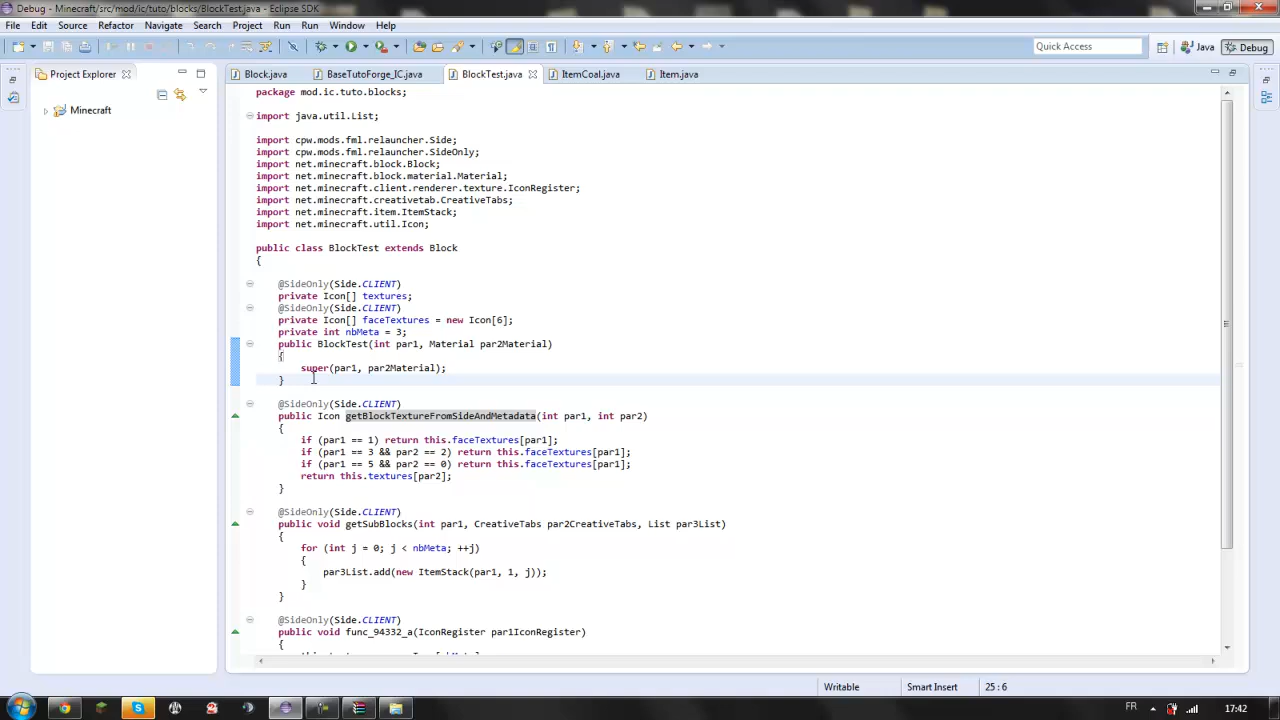 Debug - Minecraft/src/mod/ic/tuto/blocks/BlockTest.java - Eclipse SDK
File Edit Source Refactor Navigate Search Project Run Window Help
Quick Access Java Debug
Project Explorer Block.java BaseTutoForge_IC.java BlockTest.java ItemCoal.java Item.java
Minecraft
package mod.ic.tuto.blocks;
import java.util.List;
import cpw.mods.fml.relauncher.Side;
import cpw.mods.fml.relauncher.SideOnly;
import net.minecraft.block.Block;
import net.minecraft.block.material.Material;
import net.minecraft.client.renderer.texture.IconRegister;
import net.minecraft.creativetab.CreativeTabs;
import net.minecraft.item.ItemStack;
import net.minecraft.util.Icon;
public class BlockTest extends Block
{
@SideOnly(Side.CLIENT)
private Icon[] textures;
@SideOnly(Side.CLIENT)
private Icon[] faceTextures = new Icon[6];
private int nbMeta = 3;
public BlockTest(int par1, Material par2Material)
{
super(par1, par2Material);
}
@SideOnly(Side.CLIENT)
public Icon getBlockTextureFromSideAndMetadata(int par1, int par2)
{
if (par1 == 1) return this.faceTextures[par1];
if (par1 == 3 && par2 == 2) return this.faceTextures[par1];
if (par1 == 5 && par2 == 0) return this.faceTextures[par1];
return this.textures[par2];
}
@SideOnly(Side.CLIENT)
public void getSubBlocks(int par1, CreativeTabs par2CreativeTabs, List par3List)
{
for (int j = 0; j < nbMeta; ++j)
{
par3List.add(new ItemStack(par1, 1, j));
}
}
@SideOnly(Side.CLIENT)
public void func_94332_a(IconRegister par1IconRegister)
{
Writable Smart Insert 25 : 6
FR 17:42